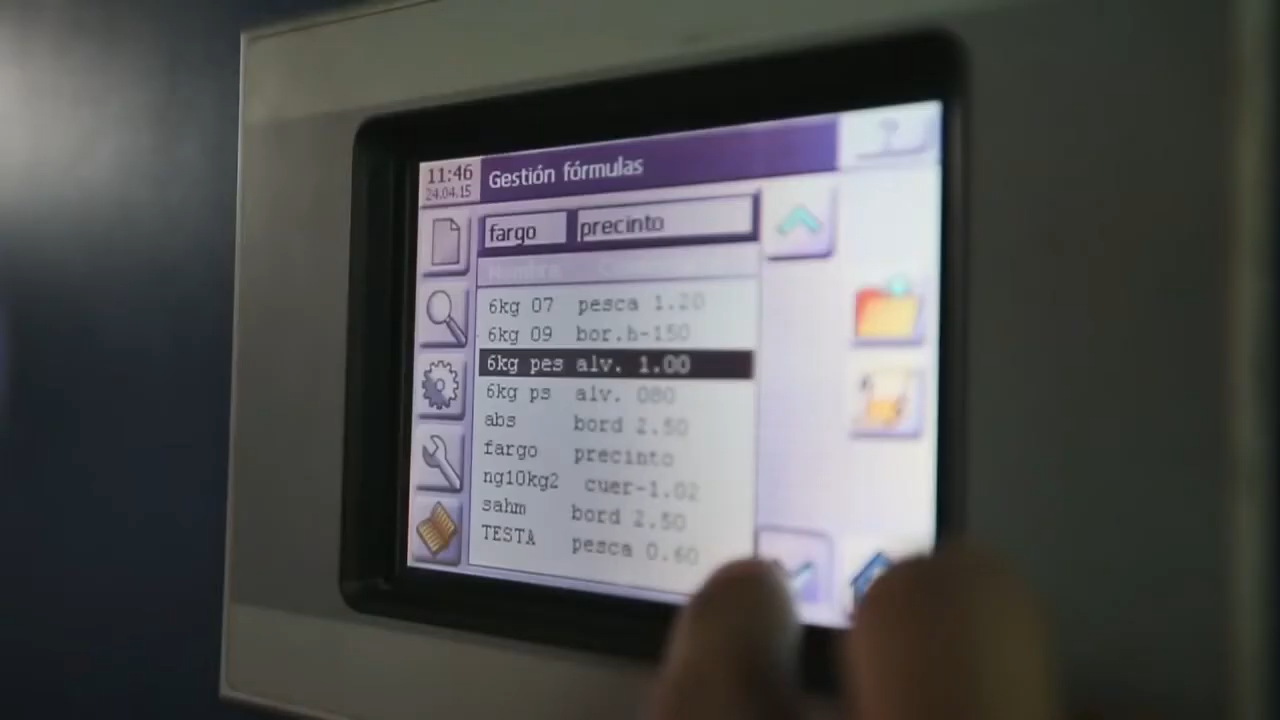 11:46
24.04.15
Gestión fórmulas
fargo precinto
Nombre
6kg 07 pesca 1.20
6kg 09 bor.h-150
6kg pes alv. 1.00
6kg ps alv. 080
abs bord 2.50
fargo precinto
ng10kg2 cuer-1.02
sahm bord 2.50
TESTA pesca 0.60